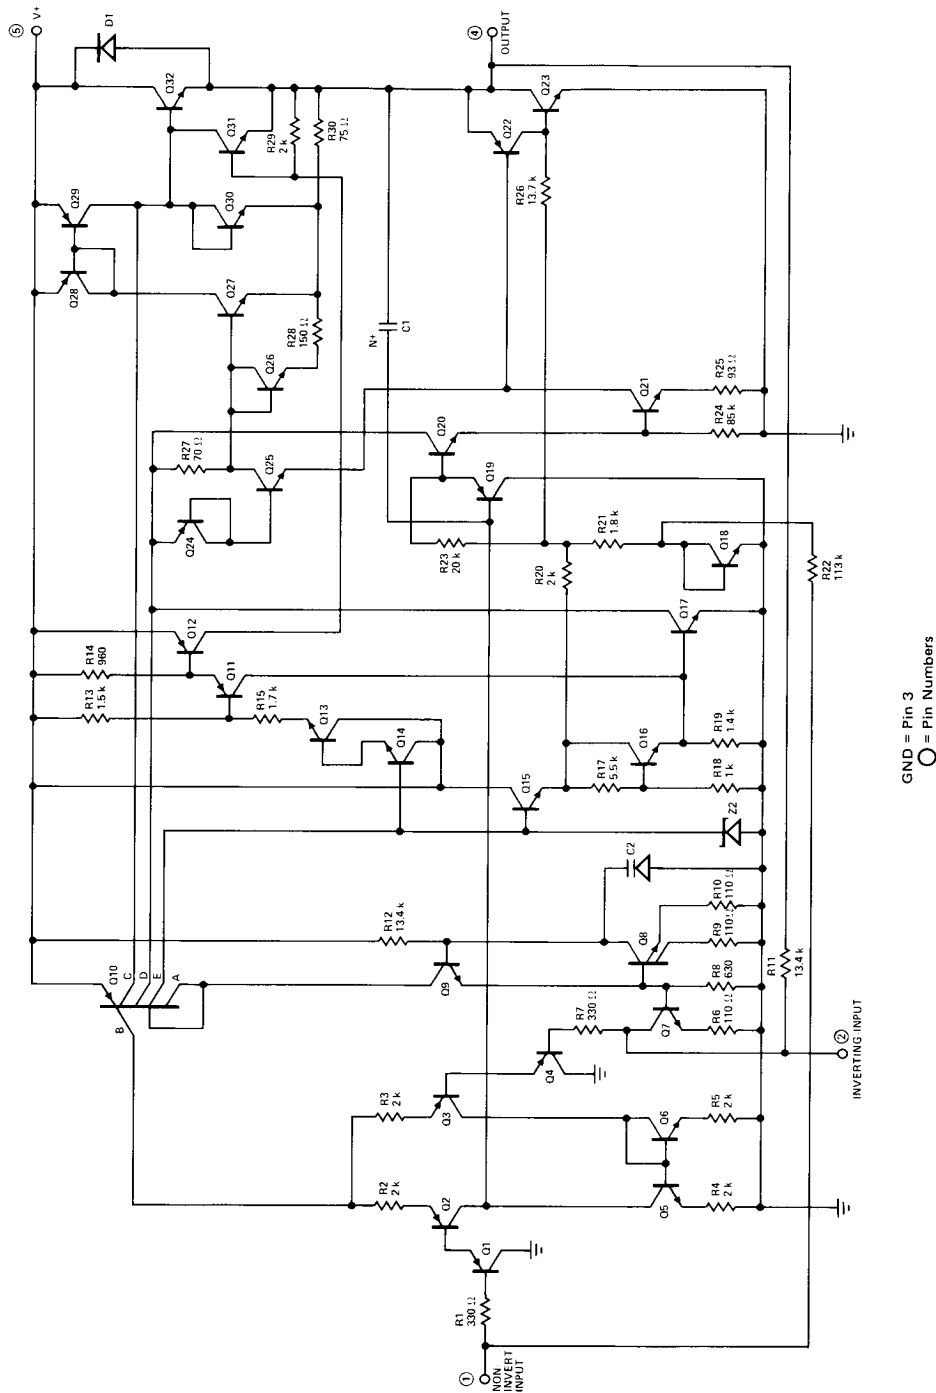 ⑤
V+
D1
Q32
Q31
R29
2 k
R30
75 Ω
④
OUTPUT
Q23
Q22
R26
13.7 k
Q29
Q28
Q30
Q27
R28
150 Ω
Q26
N+
C1
R27
70 Ω
Q25
Q24
Q20
Q21
R25
93 Ω
R24
85 k
Q19
R23
20 k
R21
1.8k
R20
2 k
Q18
R22
113 k
Q12
R14
960
R13
1.5 k
Q11
R15
1.7 k
Q13
Q14
Q17
Q16
R19
1.4 k
R17
5.5 k
R18
1 k
Q15
Z2
C2
R12
13.4 k
Q10
B
C
D
E
A
Q9
Q8
R10
110 Ω
R9
110 Ω
R8
630
R11
13.4 k
R7
330 Ω
Q7
R6
110 Ω
Q4
②
INVERTING INPUT
R3
2 k
Q3
Q6
R5
2 k
R2
2 k
Q2
Q5
R4
2 k
Q1
R1
330 Ω
①
NON
INVERT
INPUT
GND = Pin 3
◯ = Pin Numbers